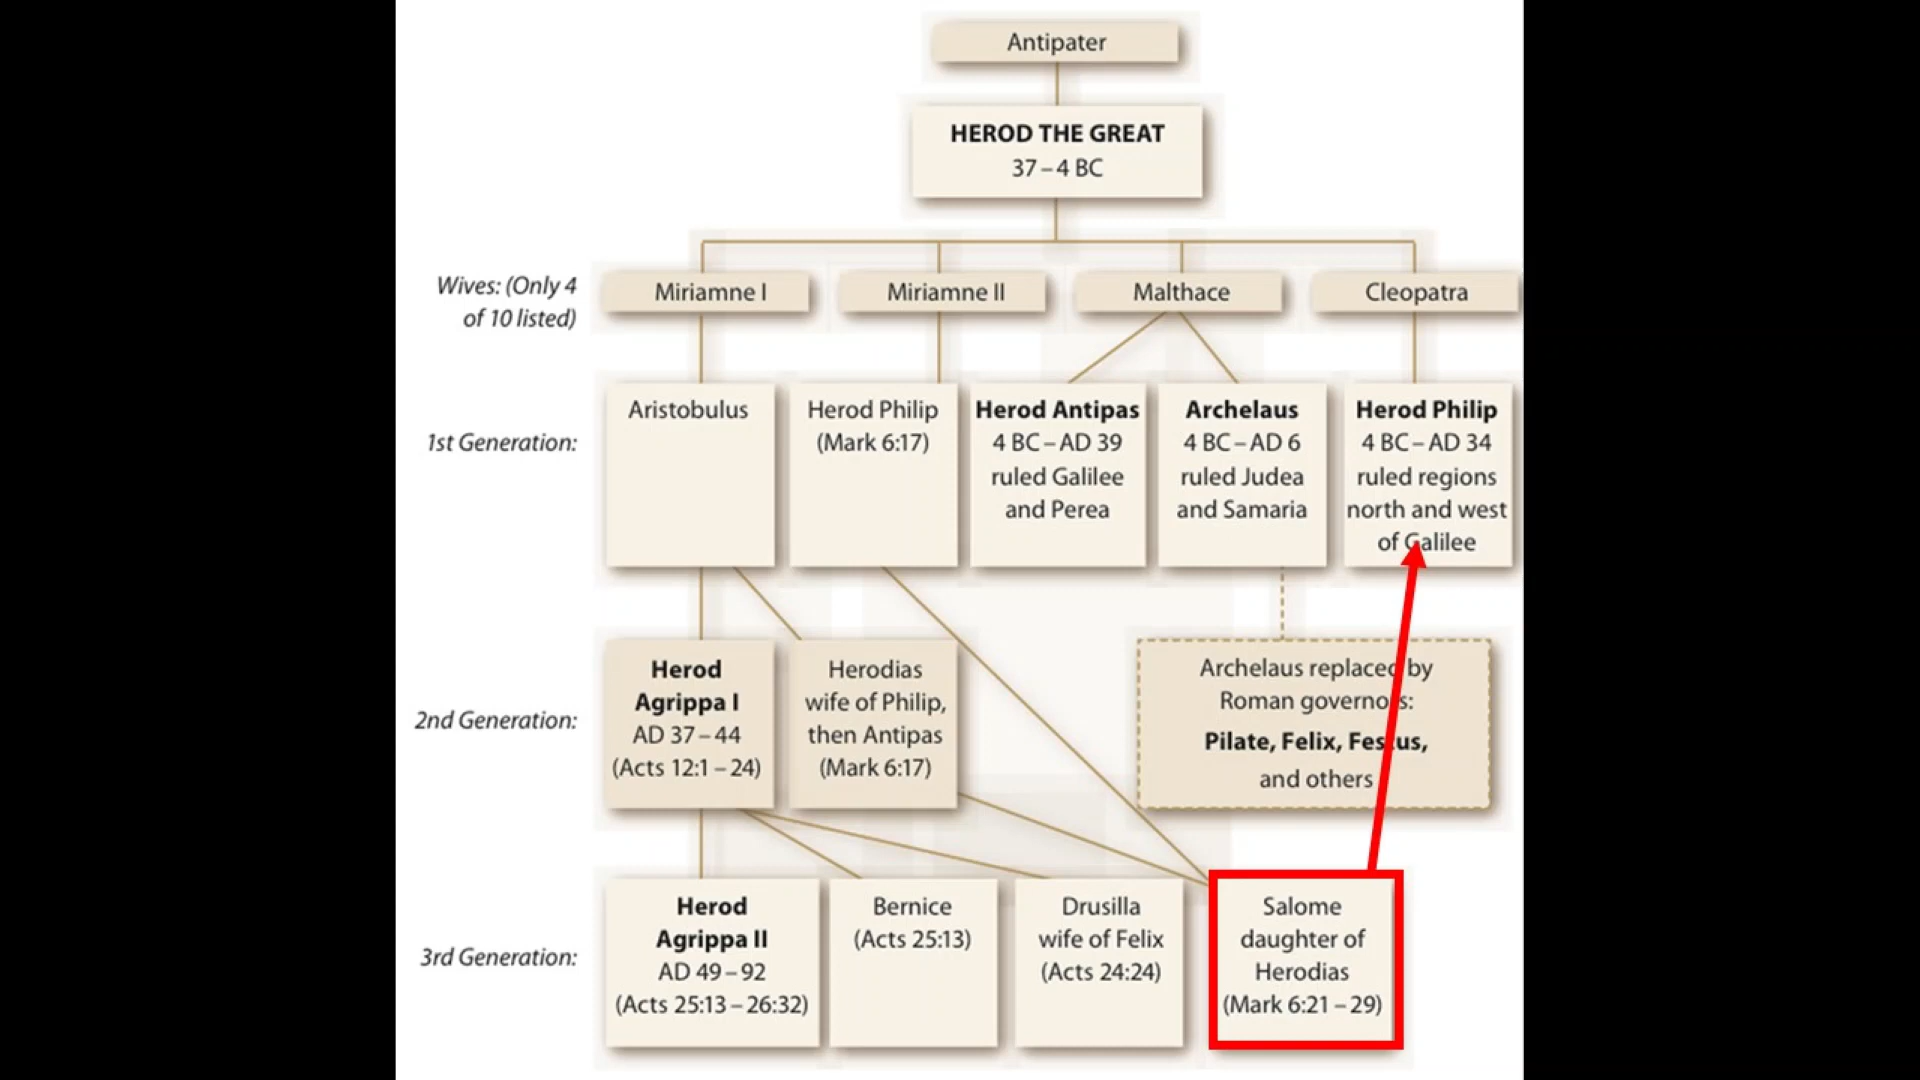 Antipater
HEROD THE GREAT
37 – 4 BC
Wives: (Only 4
of 10 listed)
Miriamne I
Miriamne II
Malthace
Cleopatra
1st Generation:
Aristobulus
Herod Philip
(Mark 6:17)
Herod Antipas
4 BC – AD 39
ruled Galilee
and Perea
Archelaus
4 BC – AD 6
ruled Judea
and Samaria
Herod Philip
4 BC – AD 34
ruled regions
north and west
of Galilee
2nd Generation:
Herod
Agrippa I
AD 37 – 44
(Acts 12:1 – 24)
Herodias
wife of Philip,
then Antipas
(Mark 6:17)
Archelaus replaced by
Roman governors:
Pilate, Felix, Festus,
and others
3rd Generation:
Herod
Agrippa II
AD 49 – 92
(Acts 25:13 – 26:32)
Bernice
(Acts 25:13)
Drusilla
wife of Felix
(Acts 24:24)
Salome
daughter of
Herodias
(Mark 6:21 – 29)